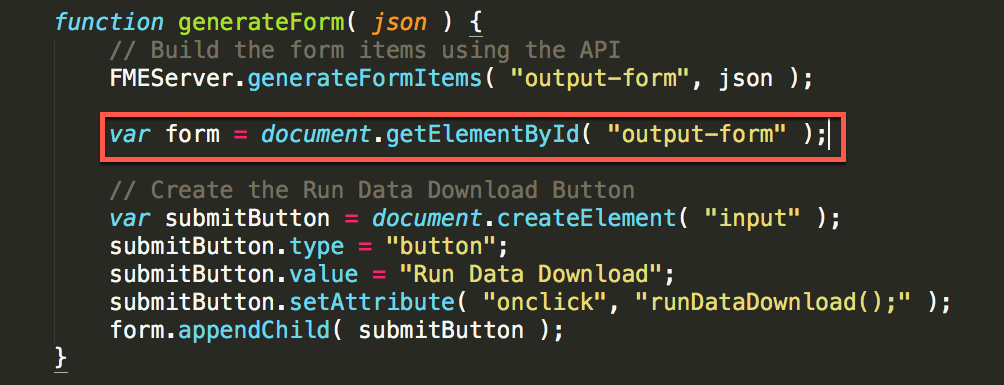 function generateForm( json ) {
// Build the form items using the API
FMEServer.generateFormItems( "output-form", json );
var form = document.getElementById( "output-form" );
// Create the Run Data Download Button
var submitButton = document.createElement( "input" );
submitButton.type = "button";
submitButton.value = "Run Data Download";
submitButton.setAttribute( "onclick", "runDataDownload();" );
form.appendChild( submitButton );
}